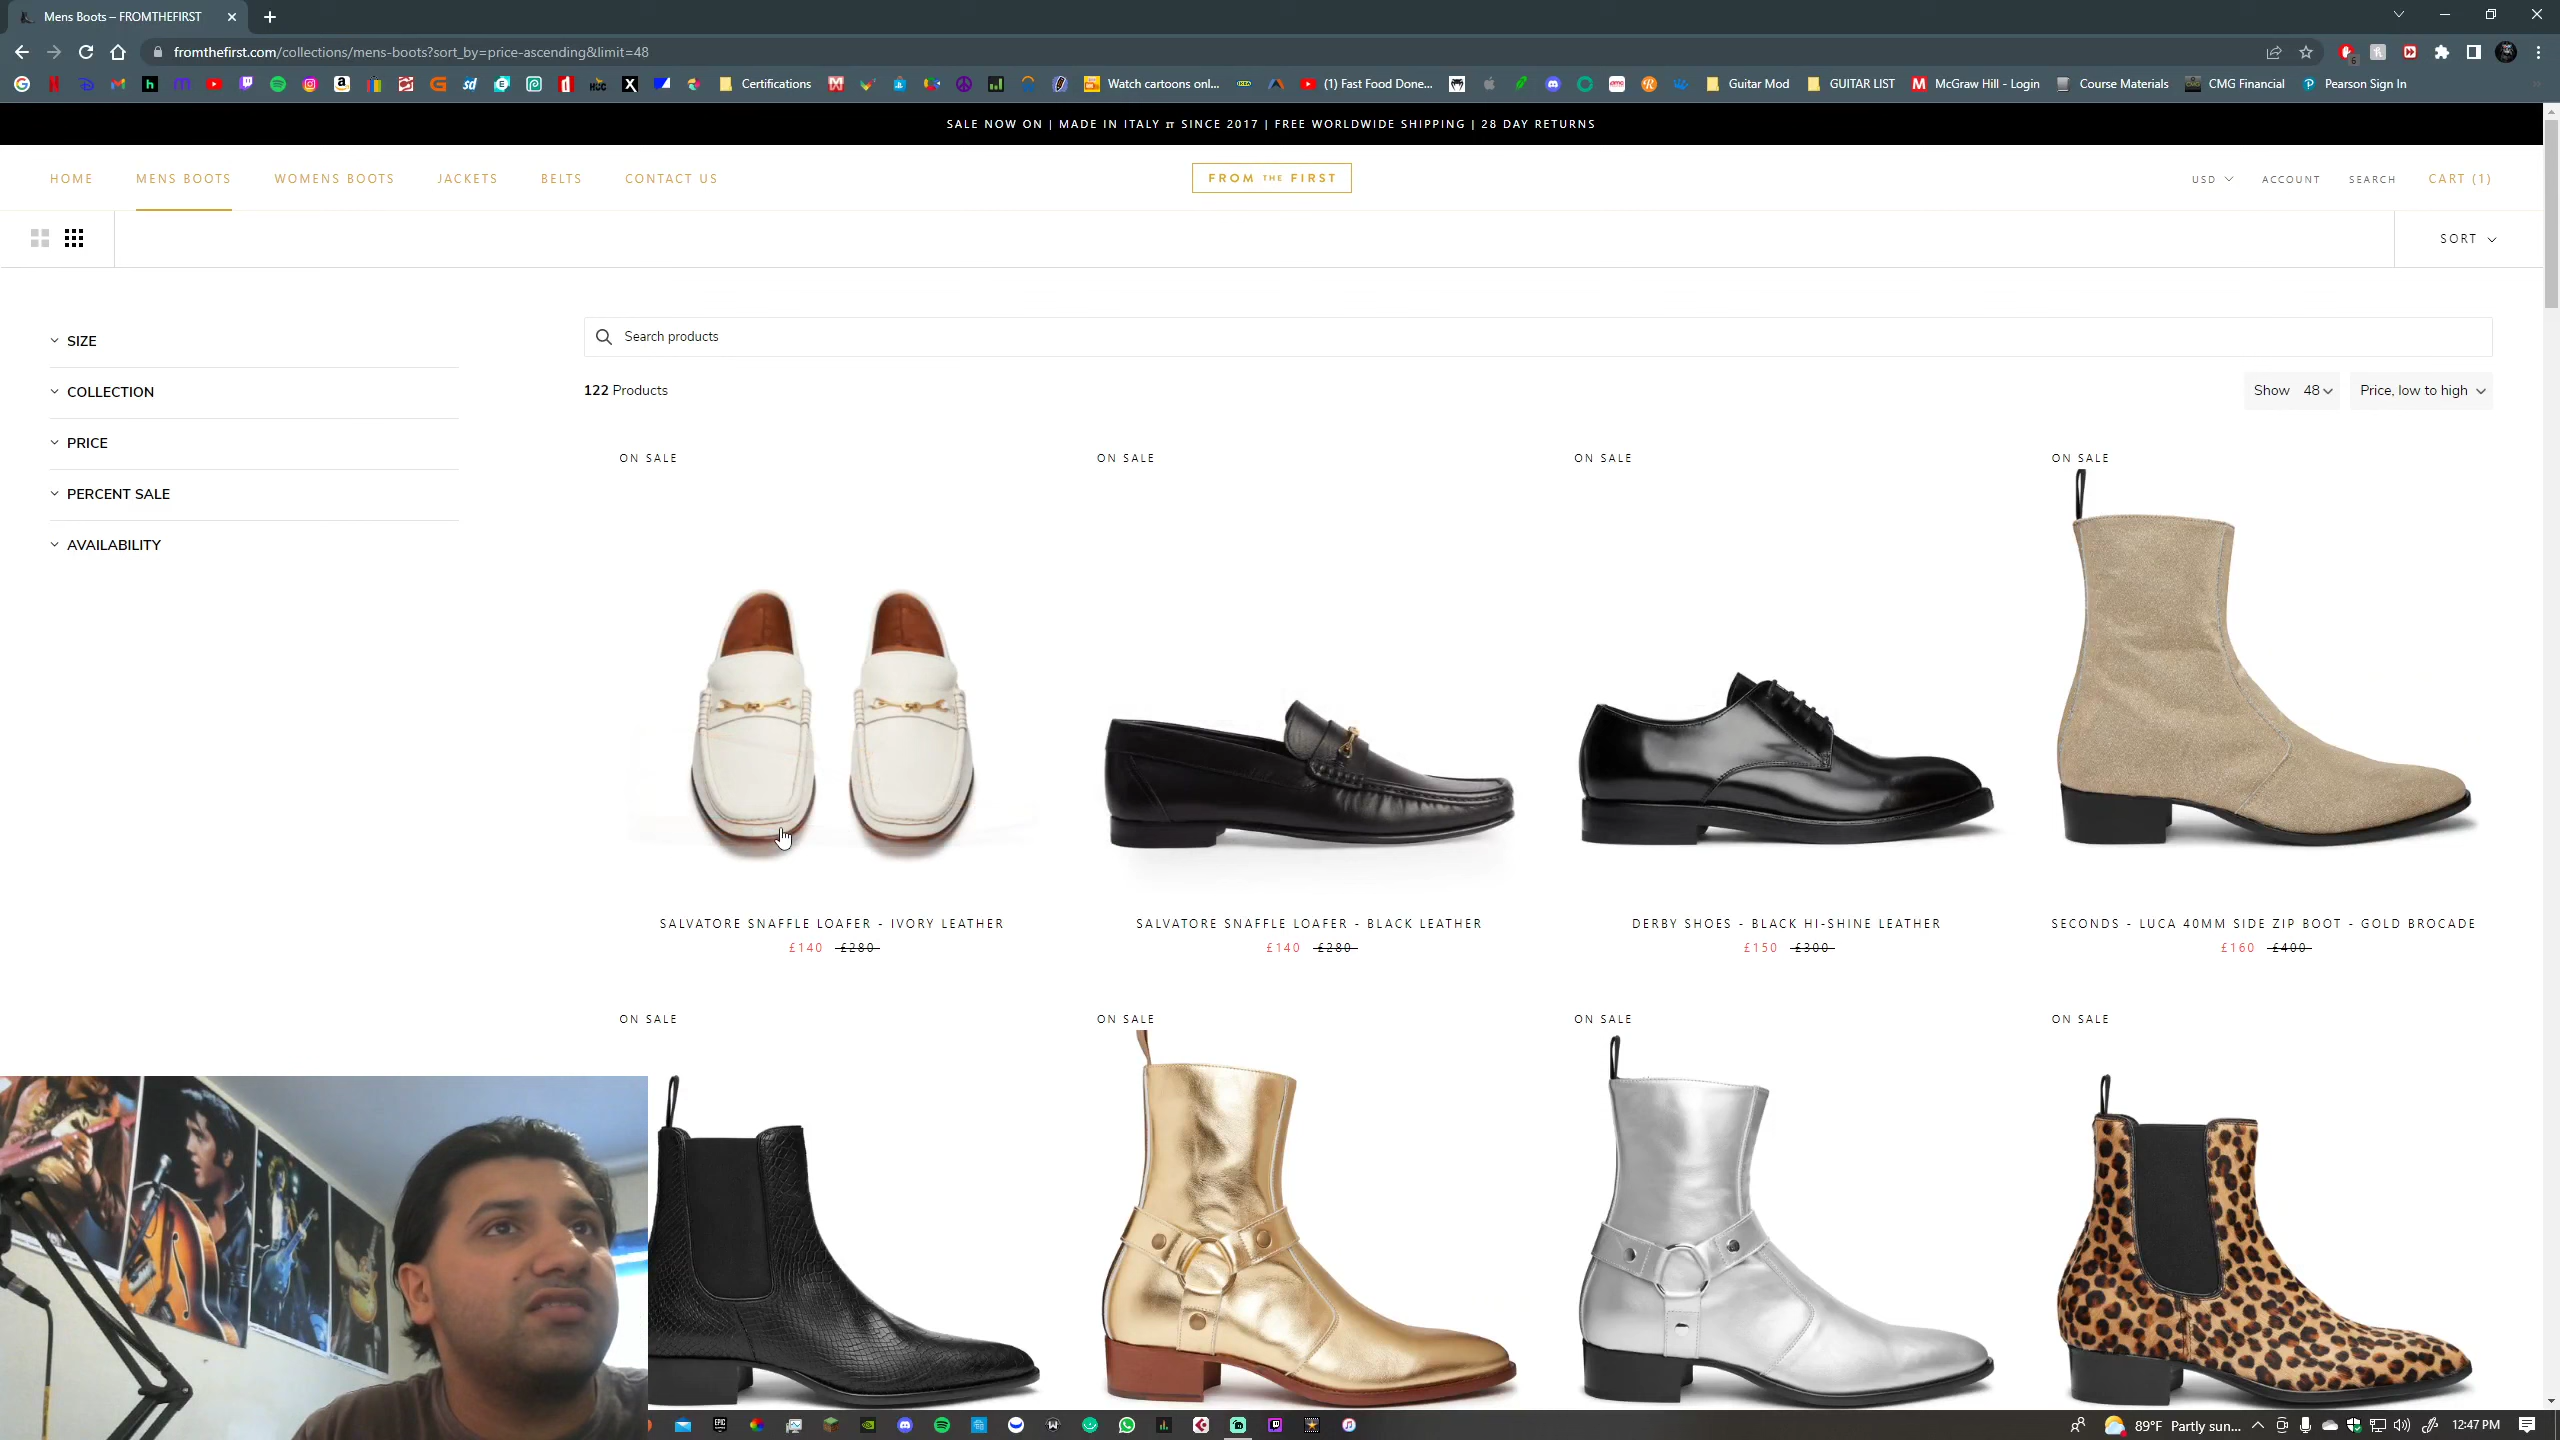 Mens Boots – FROMTHEFIRST
fromthefirst.com/collections/mens-boots?sort_by=price-ascending&limit=48
Certifications
Watch cartoons onl...
(1) Fast Food Done...
Guitar Mod
GUITAR LIST
McGraw Hill - Login
Course Materials
CMG Financial
Pearson Sign In
SALE NOW ON | MADE IN ITALY IT SINCE 2017 | FREE WORLDWIDE SHIPPING | 28 DAY RETURNS
HOME MENS BOOTS WOMENS BOOTS JACKETS BELTS CONTACT US
FROM THE FIRST
USD ACCOUNT SEARCH CART (1)
SORT
SIZE
COLLECTION
PRICE
PERCENT SALE
AVAILABILITY
Search products
122 Products
Show 48
Price, low to high
ON SALE ON SALE ON SALE ON SALE
SALVATORE SNAFFLE LOAFER - IVORY LEATHER
£140 £280
SALVATORE SNAFFLE LOAFER - BLACK LEATHER
£140 £280
DERBY SHOES - BLACK HI-SHINE LEATHER
£150 £300
SECONDS - LUCA 40MM SIDE ZIP BOOT - GOLD BROCADE
£160 £400
ON SALE ON SALE ON SALE ON SALE
89°F Partly sun...
12:47 PM